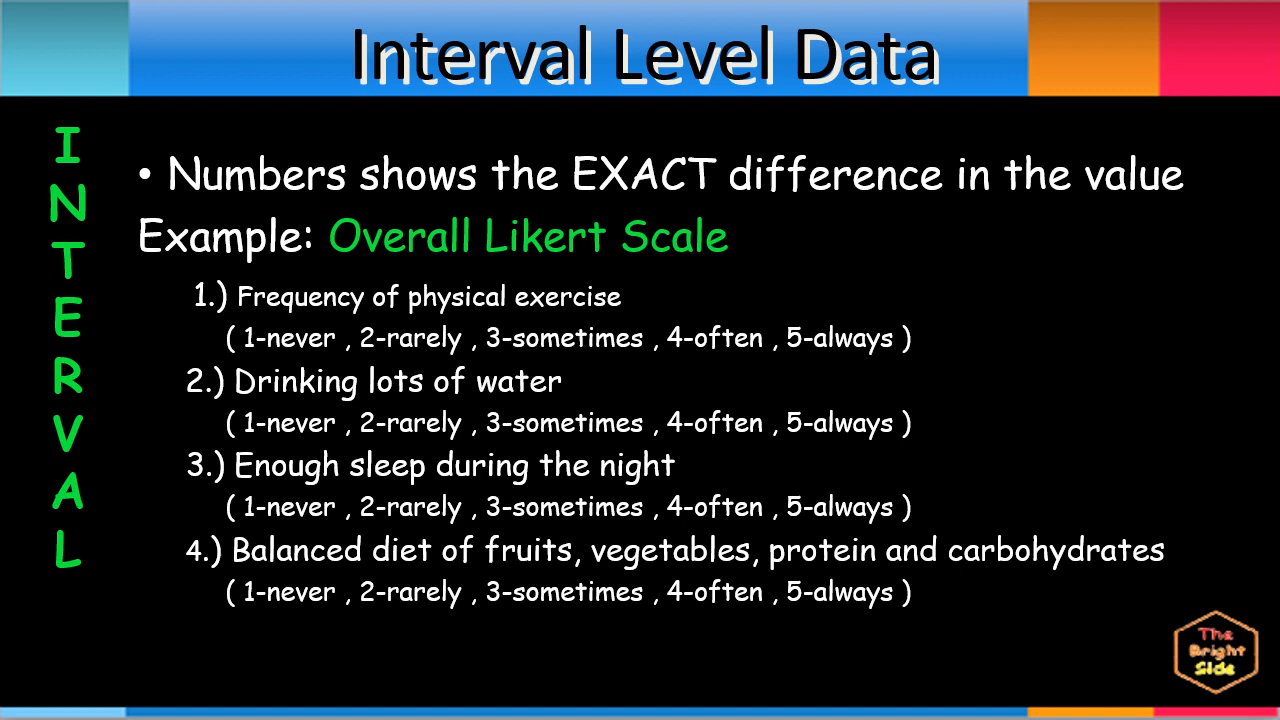 Interval Level Data
I
N
T
E
R
V
A
L
• Numbers shows the EXACT difference in the value
Example: Overall Likert Scale
1.) Frequency of physical exercise
( 1-never , 2-rarely , 3-sometimes , 4-often , 5-always )
2.) Drinking lots of water
( 1-never , 2-rarely , 3-sometimes , 4-often , 5-always )
3.) Enough sleep during the night
( 1-never , 2-rarely , 3-sometimes , 4-often , 5-always )
4.) Balanced diet of fruits, vegetables, protein and carbohydrates
( 1-never , 2-rarely , 3-sometimes , 4-often , 5-always )
The
Bright
Side